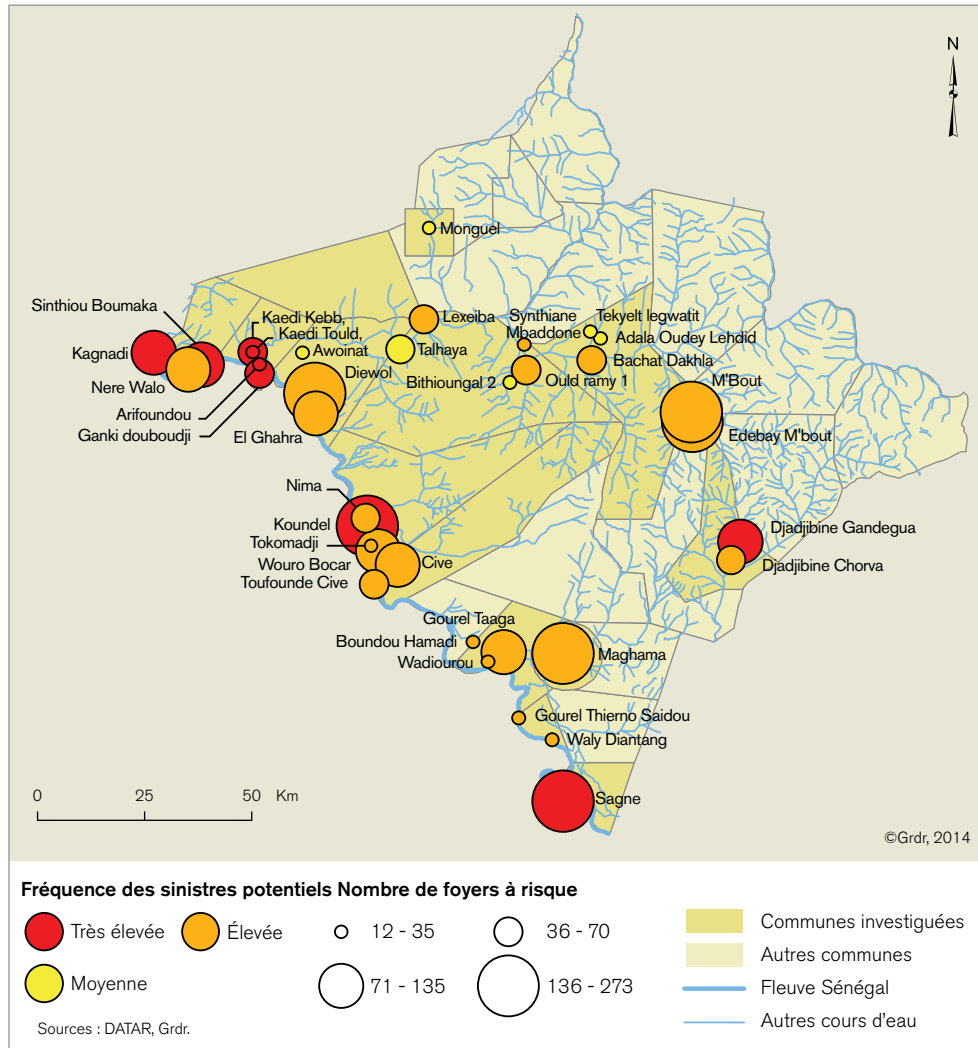 N
Monguel
Sinthiou Boumaka
Kaedi Kebb,
Kaedi Tould,
Kagnadi
Awoinat
Nere Walo
Diewol
Arifoundou
Ganki douboudji
El Ghahra
Lexeiba
Talhaya
Synthiane
Mbaddone
Tekyelt legwatit
Adala Oudey Lehdid
Bachat Dakhla
Bithioungal 2
Ould ramy 1
M'Bout
Edebay M'bout
Nima
Koundel
Tokomadji
Wouro Bocar
Cive
Toufounde Cive
Djadjibine Gandegua
Djadjibine Chorva
Gourel Taaga
Boundou Hamadi
Wadiourou
Maghama
Gourel Thierno Saidou
Waly Diantang
Sagne
0 25 50 Km
©Grdr, 2014
Fréquence des sinistres potentiels Nombre de foyers à risque
Très élevée Élevée 12 - 35 36 - 70 Communes investiguées
Autres communes
Moyenne 71 - 135 136 - 273 Fleuve Sénégal
Autres cours d'eau
Sources : DATAR, Grdr.